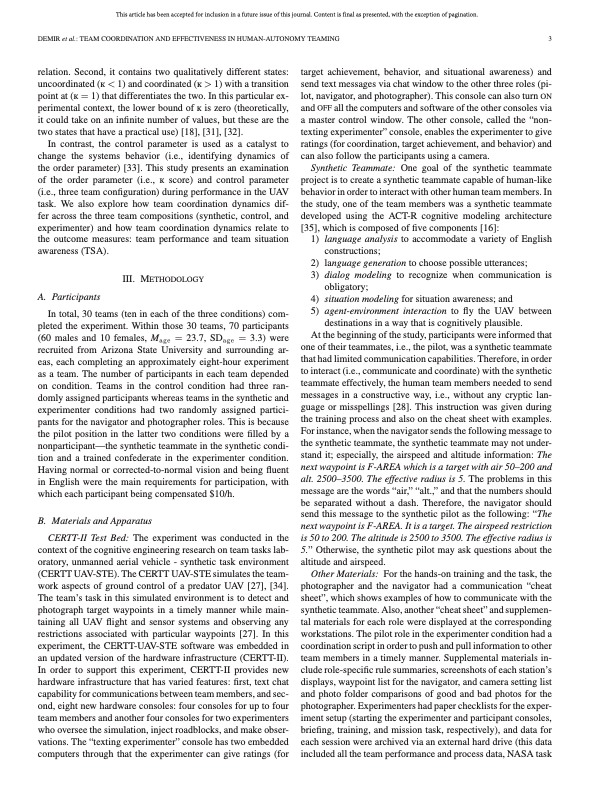 This article has been accepted for inclusion in a future issue of this journal. Content is final as presented, with the exception of pagination.
DEMIR et al.: TEAM COORDINATION AND EFFECTIVENESS IN HUMAN-AUTONOMY TEAMING 3
relation. Second, it contains two qualitatively different states:
uncoordinated (κ < 1) and coordinated (κ > 1) with a transition
point at (κ = 1) that differentiates the two. In this particular ex-
perimental context, the lower bound of κ is zero (theoretically,
it could take on an infinite number of values, but these are the
two states that have a practical use) [18], [31], [32].
In contrast, the control parameter is used as a catalyst to
change the systems behavior (i.e., identifying dynamics of
the order parameter) [33]. This study presents an examination
of the order parameter (i.e., κ score) and control parameter
(i.e., three team configuration) during performance in the UAV
task. We also explore how team coordination dynamics dif-
fer across the three team compositions (synthetic, control, and
experimenter) and how team coordination dynamics relate to
the outcome measures: team performance and team situation
awareness (TSA).
III. METHODOLOGY
A. Participants
In total, 30 teams (ten in each of the three conditions) com-
pleted the experiment. Within those 30 teams, 70 participants
(60 males and 10 females, Mage = 23.7, SDage = 3.3) were
recruited from Arizona State University and surrounding ar-
eas, each completing an approximately eight-hour experiment
as a team. The number of participants in each team depended
on condition. Teams in the control condition had three ran-
domly assigned participants whereas teams in the synthetic and
experimenter conditions had two randomly assigned partici-
pants for the navigator and photographer roles. This is because
the pilot position in the latter two conditions were filled by a
nonparticipant—the synthetic teammate in the synthetic condi-
tion and a trained confederate in the experimenter condition.
Having normal or corrected-to-normal vision and being fluent
in English were the main requirements for participation, with
which each participant being compensated $10/h.
B. Materials and Apparatus
CERTT-II Test Bed: The experiment was conducted in the
context of the cognitive engineering research on team tasks lab-
oratory, unmanned aerial vehicle - synthetic task environment
(CERTT UAV-STE). The CERTT UAV-STE simulates the team-
work aspects of ground control of a predator UAV [27], [34].
The team's task in this simulated environment is to detect and
photograph target waypoints in a timely manner while main-
taining all UAV flight and sensor systems and observing any
restrictions associated with particular waypoints [27]. In this
experiment, the CERTT-UAV-STE software was embedded in
an updated version of the hardware infrastructure (CERTT-II).
In order to support this experiment, CERTT-II provides new
hardware infrastructure that has varied features: first, text chat
capability for communications between team members, and sec-
ond, eight new hardware consoles: four consoles for up to four
team members and another four consoles for two experimenters
who oversee the simulation, inject roadblocks, and make obser-
vations. The “texting experimenter” console has two embedded
computers through that the experimenter can give ratings (for
target achievement, behavior, and situational awareness) and
send text messages via chat window to the other three roles (pi-
lot, navigator, and photographer). This console can also turn ON
and OFF all the computers and software of the other consoles via
a master control window. The other console, called the “non-
texting experimenter” console, enables the experimenter to give
ratings (for coordination, target achievement, and behavior) and
can also follow the participants using a camera.
Synthetic Teammate: One goal of the synthetic teammate
project is to create a synthetic teammate capable of human-like
behavior in order to interact with other human team members. In
the study, one of the team members was a synthetic teammate
developed using the ACT-R cognitive modeling architecture
[35], which is composed of five components [16]:
1) language analysis to accommodate a variety of English
constructions;
2) language generation to choose possible utterances;
3) dialog modeling to recognize when communication is
obligatory;
4) situation modeling for situation awareness; and
5) agent-environment interaction to fly the UAV between
destinations in a way that is cognitively plausible.
At the beginning of the study, participants were informed that
one of their teammates, i.e., the pilot, was a synthetic teammate
that had limited communication capabilities. Therefore, in order
to interact (i.e., communicate and coordinate) with the synthetic
teammate effectively, the human team members needed to send
messages in a constructive way, i.e., without any cryptic lan-
guage or misspellings [28]. This instruction was given during
the training process and also on the cheat sheet with examples.
For instance, when the navigator sends the following message to
the synthetic teammate, the synthetic teammate may not under-
stand it; especially, the airspeed and altitude information: The
next waypoint is F-AREA which is a target with air 50–200 and
alt. 2500–3500. The effective radius is 5. The problems in this
message are the words “air,” “alt.,” and that the numbers should
be separated without a dash. Therefore, the navigator should
send this message to the synthetic pilot as the following: “The
next waypoint is F-AREA. It is a target. The airspeed restriction
is 50 to 200. The altitude is 2500 to 3500. The effective radius is
5.” Otherwise, the synthetic pilot may ask questions about the
altitude and airspeed.
Other Materials: For the hands-on training and the task, the
photographer and the navigator had a communication “cheat
sheet”, which shows examples of how to communicate with the
synthetic teammate. Also, another “cheat sheet” and supplemen-
tal materials for each role were displayed at the corresponding
workstations. The pilot role in the experimenter condition had a
coordination script in order to push and pull information to other
team members in a timely manner. Supplemental materials in-
clude role-specific rule summaries, screenshots of each station's
displays, waypoint list for the navigator, and camera setting list
and photo folder comparisons of good and bad photos for the
photographer. Experimenters had paper checklists for the exper-
iment setup (starting the experimenter and participant consoles,
briefing, training, and mission task, respectively), and data for
each session were archived via an external hard drive (this data
included all the team performance and process data, NASA task